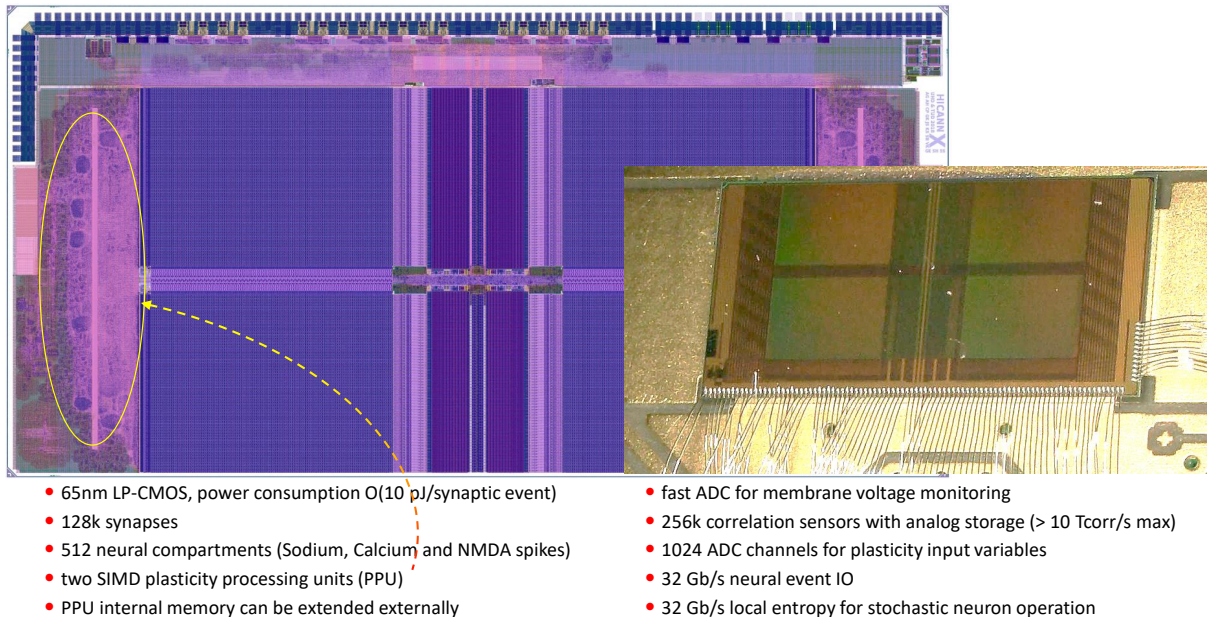 HICANN
X
• 65nm LP-CMOS, power consumption O(10 pJ/synaptic event)
• 128k synapses
• 512 neural compartments (Sodium, Calcium and NMDA spikes)
• two SIMD plasticity processing units (PPU)
• PPU internal memory can be extended externally
• fast ADC for membrane voltage monitoring
• 256k correlation sensors with analog storage (> 10 Tcorr/s max)
• 1024 ADC channels for plasticity input variables
• 32 Gb/s neural event IO
• 32 Gb/s local entropy for stochastic neuron operation